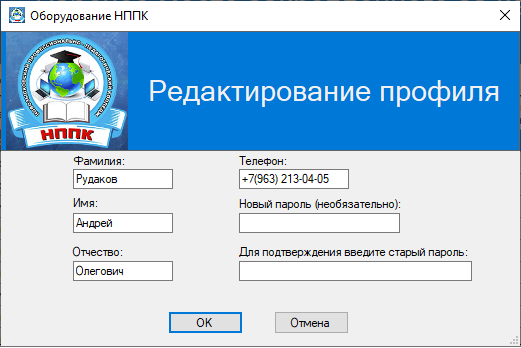 Оборудование НППК
НППК
Редактирование профиля
Фамилия:
Рудаков
Имя:
Андрей
Отчество:
Олегович
Телефон:
+7(963) 213-04-05
Новый пароль (необязательно):
Для подтверждения введите старый пароль:
OK
Отмена